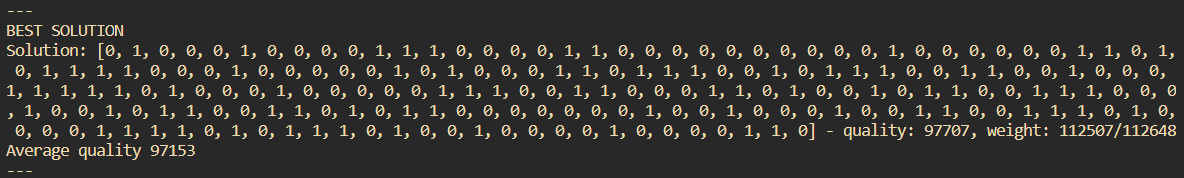 ---
BEST SOLUTION
Solution: [0, 1, 0, 0, 0, 1, 0, 0, 0, 0, 1, 1, 1, 0, 0, 0, 0, 1, 1, 0, 0, 0, 0, 0, 0, 0, 0, 0, 0, 1, 0, 0, 0, 0, 0, 0, 1, 1, 0, 1,
0, 1, 1, 1, 1, 0, 0, 0, 1, 0, 0, 0, 0, 0, 1, 0, 1, 0, 0, 0, 1, 1, 0, 1, 1, 1, 0, 0, 1, 0, 1, 1, 1, 0, 0, 1, 1, 0, 0, 1, 0, 0, 0,
1, 1, 1, 1, 1, 0, 1, 0, 0, 0, 1, 0, 0, 0, 0, 0, 1, 1, 1, 0, 0, 1, 1, 0, 0, 0, 1, 1, 0, 0, 0, 1, 0, 1, 1, 0, 0, 1, 1, 1, 0, 0, 0
, 1, 0, 0, 1, 0, 1, 1, 0, 0, 1, 1, 0, 1, 0, 1, 1, 0, 1, 0, 0, 0, 0, 0, 0, 0, 1, 0, 0, 1, 0, 0, 0, 1, 0, 0, 1, 1, 0, 0, 1, 1, 1, 0, 1, 0,
0, 0, 0, 1, 1, 1, 1, 0, 1, 0, 1, 1, 1, 0, 1, 0, 0, 1, 0, 0, 0, 0, 1, 0, 0, 0, 0, 1, 1, 0] - quality: 97707, weight: 112507/112648
Average quality 97153
---